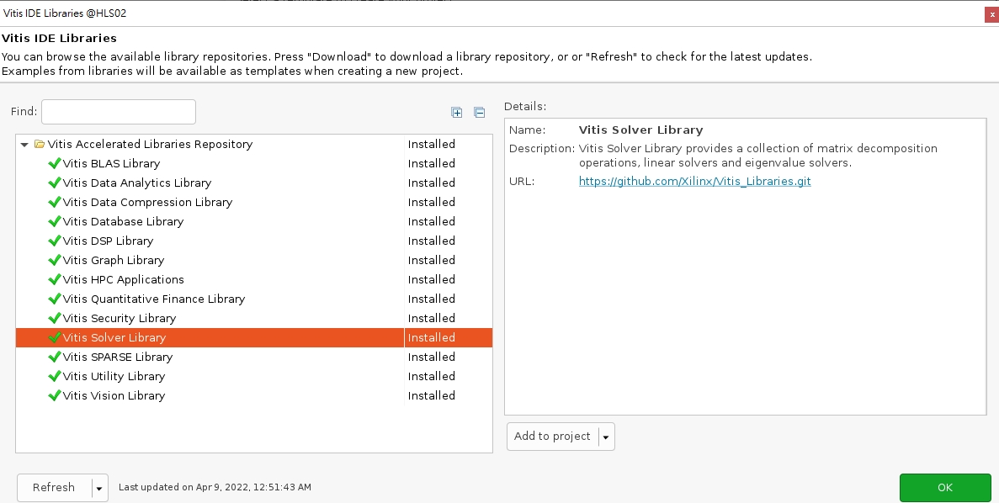 Vitis IDE Libraries @HLS02
x
Vitis IDE Libraries
You can browse the available library repositories. Press "Download" to download a library repository, or or "Refresh" to check for the latest updates.
Examples from libraries will be available as templates when creating a new project.
Find:
Vitis Accelerated Libraries Repository Installed
Vitis BLAS Library Installed
Vitis Data Analytics Library Installed
Vitis Data Compression Library Installed
Vitis Database Library Installed
Vitis DSP Library Installed
Vitis Graph Library Installed
Vitis HPC Applications Installed
Vitis Quantitative Finance Library Installed
Vitis Security Library Installed
Vitis Solver Library Installed
Vitis SPARSE Library Installed
Vitis Utility Library Installed
Vitis Vision Library Installed
Details:
Name: Vitis Solver Library
Description: Vitis Solver Library provides a collection of matrix decomposition
operations, linear solvers and eigenvalue solvers.
URL: https://github.com/Xilinx/Vitis_Libraries.git
Add to project
Refresh
Last updated on Apr 9, 2022, 12:51:43 AM
OK